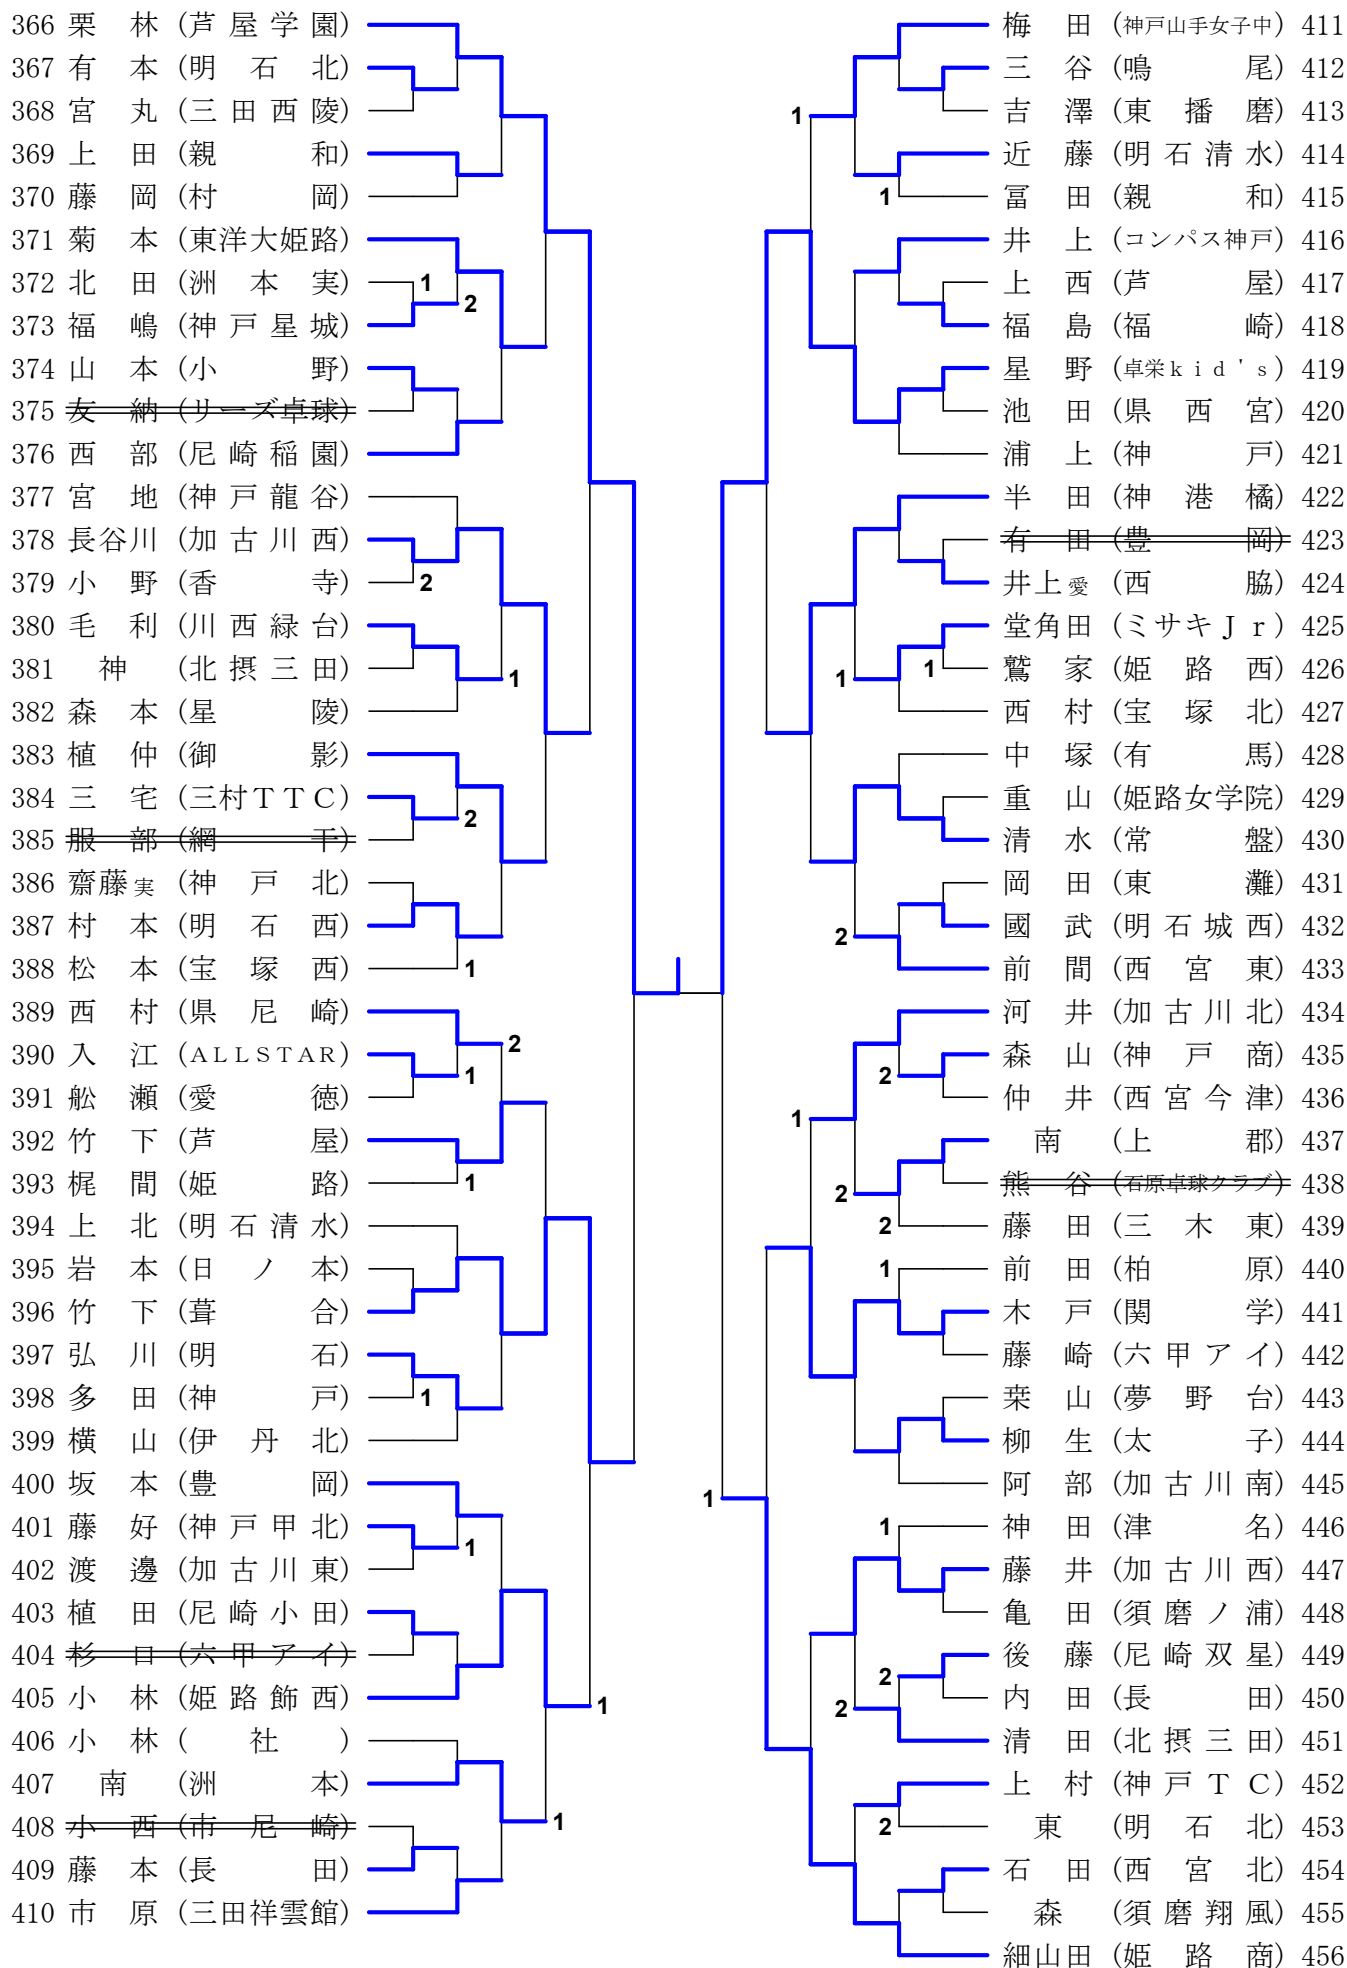 366 栗林 (芦屋学園)
367 有本 (明石北)
368 宮丸 (三田西陵)
369 上田 (親和)
370 藤岡 (村岡)
371 菊本 (東洋大姫路)
372 北田 (洲本実) 1
373 福嶋 (神戸星城) 2
374 山本 (小野)
375 友納 (リーズ卓球)
376 西部 (尼崎稲園)
377 宮地 (神戸龍谷)
378 長谷川 (加古川西)
379 小野 (香寺) 2
380 毛利 (川西緑台)
381 神 (北摂三田) 1
382 森本 (星陵)
383 植仲 (御影)
384 三宅 (三村TTC) 2
385 服部 (網干)
386 齋藤実 (神戸北)
387 村本 (明石西)
388 松本 (宝塚西) 1
389 西村 (県尼崎) 2
390 入江 (ALLSTAR) 1
391 舩瀬 (愛徳)
392 竹下 (芦屋)
393 梶間 (姫路) 1
394 上北 (明石清水)
395 岩本 (日ノ本)
396 竹下 (葺合)
397 弘川 (明石)
398 多田 (神戸) 1
399 横山 (伊丹北)
400 坂本 (豊岡)
401 藤好 (神戸甲北) 1
402 渡邊 (加古川東)
403 植田 (尼崎小田)
404 杉口 (六甲アイ)
405 小林 (姫路飾西) 1
406 小林 (社)
407 南 (洲本)
408 小西 (市尼崎) 1
409 藤本 (長田)
410 市原 (三田祥雲館)
梅田 (神戸山手女子中) 411
三谷 (鳴尾) 412
1 吉澤 (東播磨) 413
近藤 (明石清水) 414
1 冨田 (親和) 415
井上 (コンパス神戸) 416
上西 (芦屋) 417
福島 (福崎) 418
星野 (卓栄kid's) 419
池田 (県西宮) 420
浦上 (神戸) 421
半田 (神港橘) 422
有田 (豊岡) 423
井上愛 (西脇) 424
堂角田 (ミサキJr) 425
1 1 鷲家 (姫路西) 426
西村 (宝塚北) 427
中塚 (有馬) 428
重山 (姫路女学院) 429
清水 (常盤) 430
岡田 (東灘) 431
2 國武 (明石城西) 432
前間 (西宮東) 433
河井 (加古川北) 434
2 森山 (神戸商) 435
1 仲井 (西宮今津) 436
南 (上郡) 437
2 熊谷 (石原卓球クラブ) 438
2 藤田 (三木東) 439
1 前田 (柏原) 440
木戸 (関学) 441
藤崎 (六甲アイ) 442
栞山 (夢野台) 443
柳生 (太子) 444
1 阿部 (加古川南) 445
1 神田 (津名) 446
藤井 (加古川西) 447
亀田 (須磨ノ浦) 448
2 後藤 (尼崎双星) 449
2 内田 (長田) 450
清田 (北摂三田) 451
上村 (神戸TC) 452
2 東 (明石北) 453
石田 (西宮北) 454
森 (須磨翔風) 455
細山田 (姫路商) 456